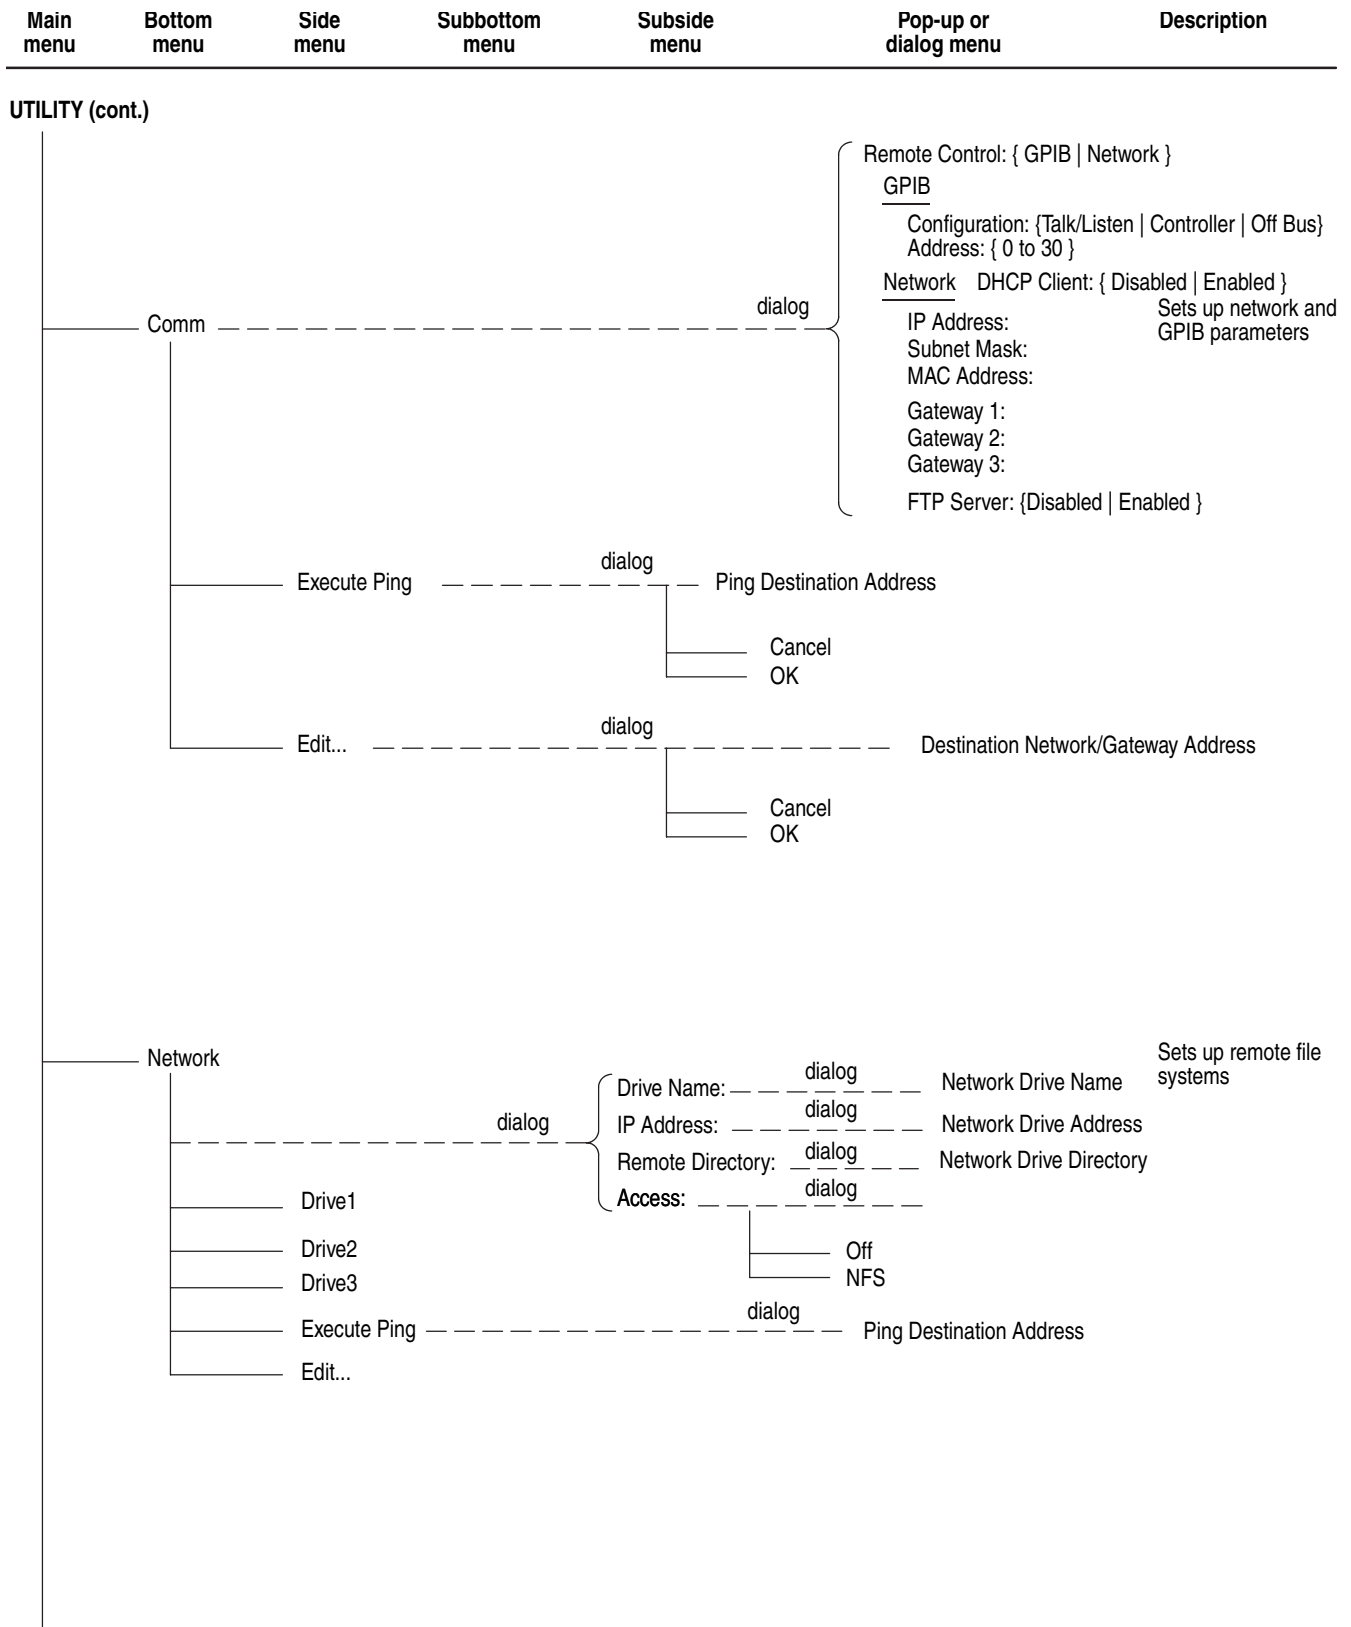 Main menu
Bottom menu
Side menu
Subbottom menu
Subside menu
Pop-up or dialog menu
Description
UTILITY (cont.)
Remote Control: { GPIB | Network }
GPIB
Configuration: {Talk/Listen | Controller | Off Bus}
Address: { 0 to 30 }
Network DHCP Client: { Disabled | Enabled }
Comm
dialog
IP Address:
Subnet Mask:
MAC Address:
Sets up network and
GPIB parameters
Gateway 1:
Gateway 2:
Gateway 3:
FTP Server: {Disabled | Enabled }
Execute Ping
dialog
Ping Destination Address
Cancel
OK
Edit...
dialog
Destination Network/Gateway Address
Cancel
OK
Network
Sets up remote file
systems
dialog
Drive Name:
dialog
Network Drive Name
IP Address:
dialog
Network Drive Address
Remote Directory:
dialog
Network Drive Directory
Access:
dialog
Off
NFS
Drive1
Drive2
Drive3
Execute Ping
dialog
Ping Destination Address
Edit...